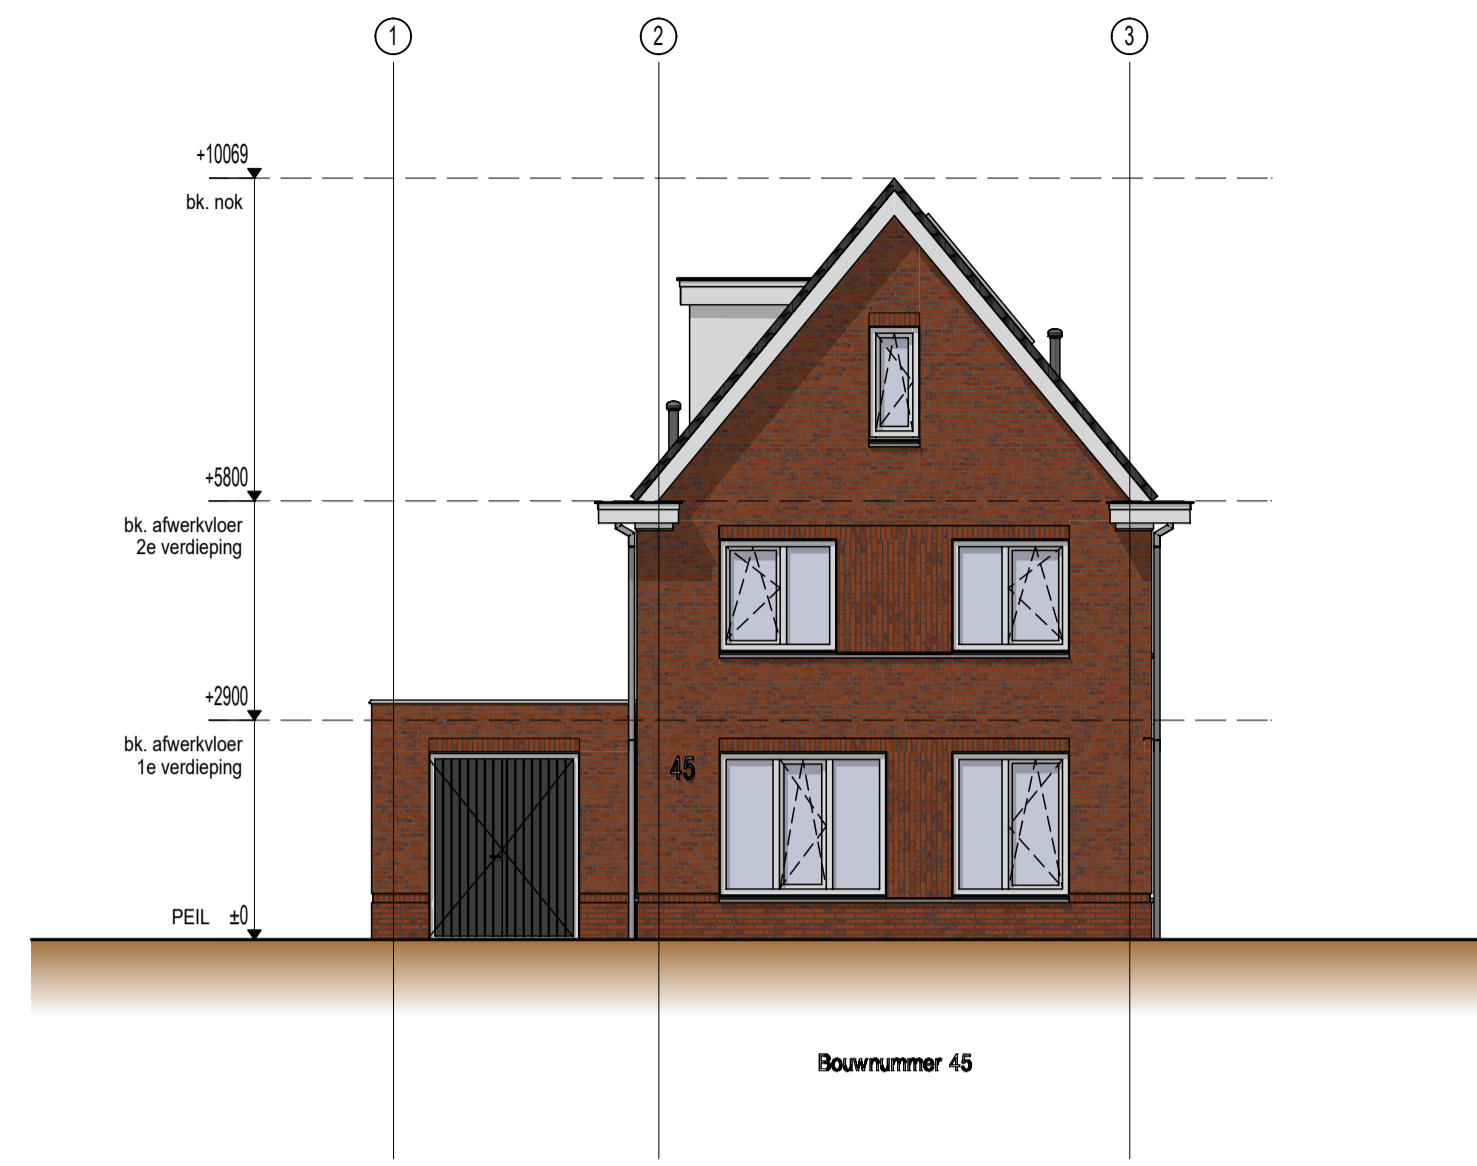 1
2
3
+10069
bk. nok
+5800
bk. afwerkvloer
2e verdieping
+2900
bk. afwerkvloer
1e verdieping
45
PEIL ±0
Bouwnummer 45